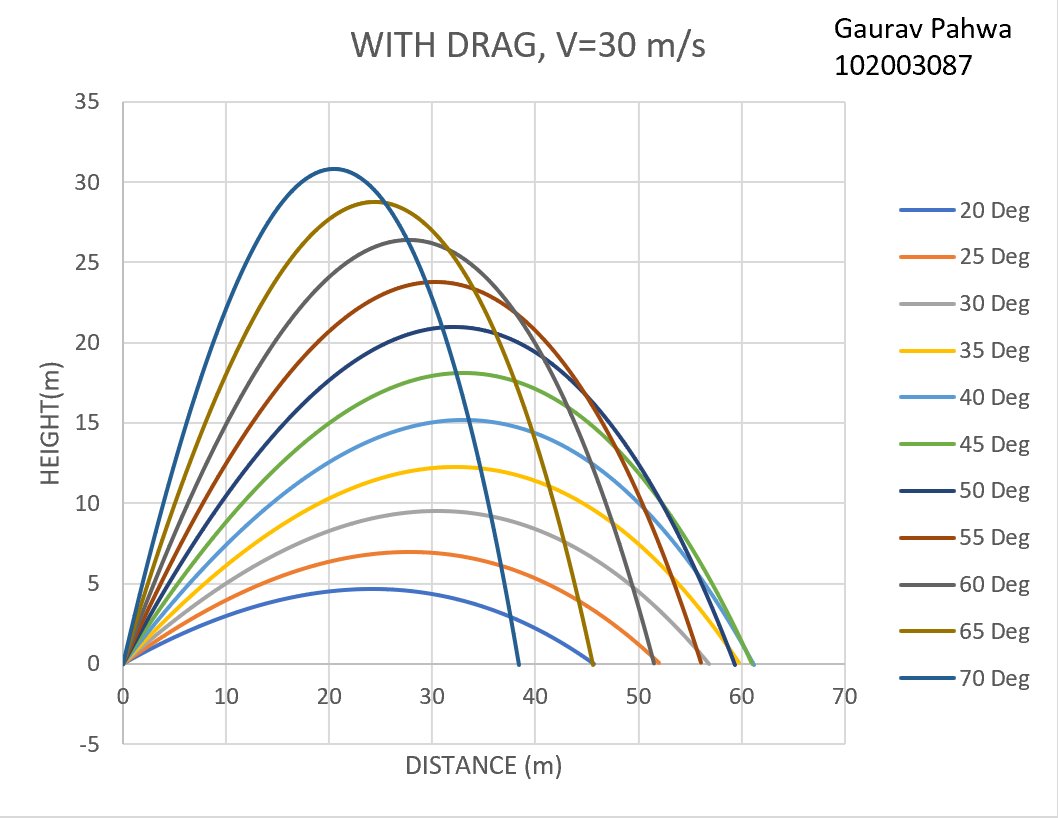 WITH DRAG, V=30 m/s
Gaurav Pahwa
102003087
35
30
25
20
15
10
5
0
-5
HEIGHT(m)
0 10 20 30 40 50 60 70
DISTANCE (m)
20 Deg
25 Deg
30 Deg
35 Deg
40 Deg
45 Deg
50 Deg
55 Deg
60 Deg
65 Deg
70 Deg